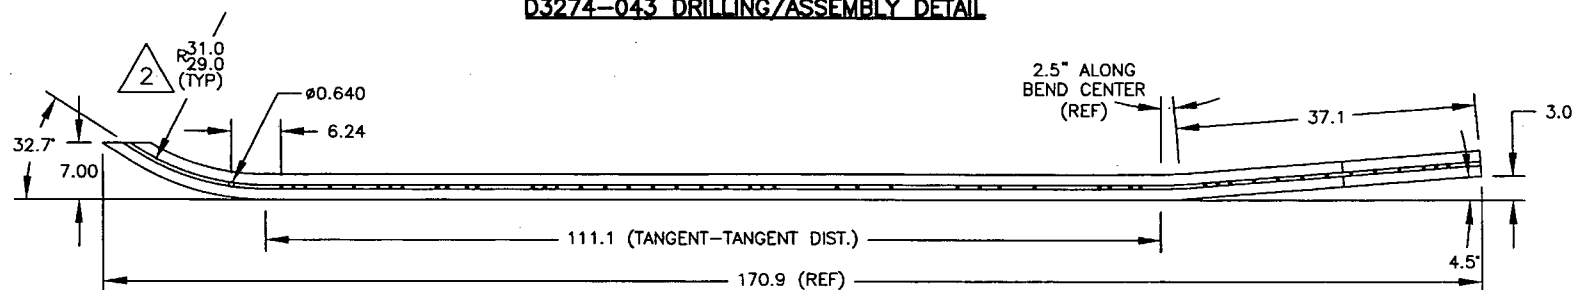 D3274-043 DRILLING/ASSEMBLY DETAIL
2
R31.0
29.0
(TYP)
ø0.640
6.24
2.5" ALONG
BEND CENTER
(REF)
37.1
3.0
32.7°
7.00
111.1 (TANGENT-TANGENT DIST.)
4.5°
170.9 (REF)